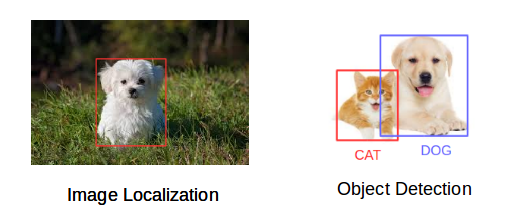 CAT
DOG
Image Localization
Object Detection